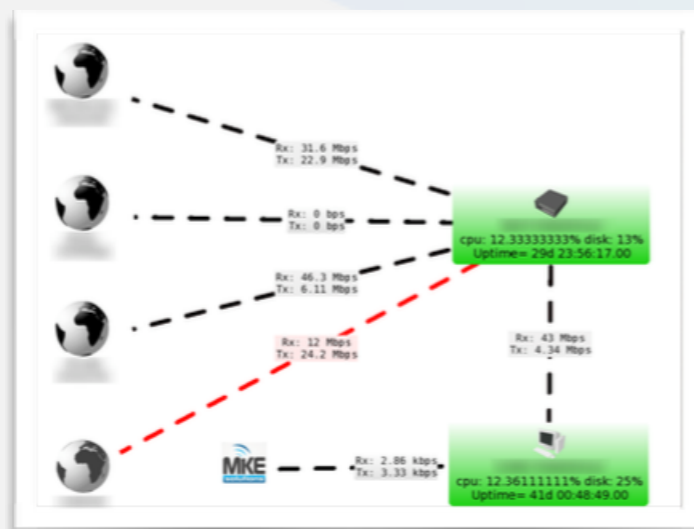 Rx: 31.6 Mbps
Tx: 22.9 Mbps
Rx: 0 bps
Tx: 0 bps
cpu: 12.33333333% disk: 13%
Uptime= 29d 23:56:17.00
Rx: 46.3 Mbps
Tx: 6.11 Mbps
Rx: 12 Mbps
Tx: 24.2 Mbps
Rx: 43 Mbps
Tx: 4.34 Mbps
MKE
Rx: 2.86 kbps
Tx: 3.33 kbps
cpu: 12.36111111% disk: 25%
Uptime= 41d 00:48:49.00